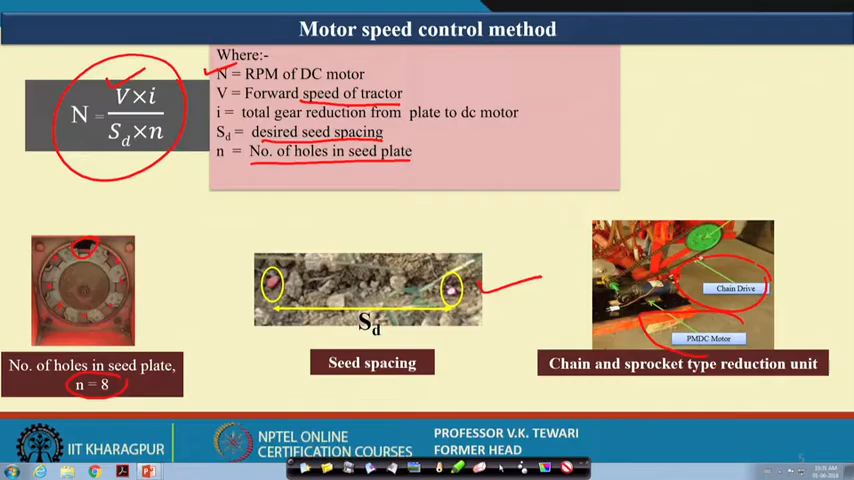 Motor speed control method
N = V×i / S_d×n
Where:-
N = RPM of DC motor
V = Forward speed of tractor
i = total gear reduction from plate to dc motor
S_d = desired seed spacing
n = No. of holes in seed plate
S_d
Chain Drive
PMDC Motor
No. of holes in seed plate,
n = 8
Seed spacing
Chain and sprocket type reduction unit
IIT KHARAGPUR
NPTEL ONLINE
CERTIFICATION COURSES
PROFESSOR V.K. TEWARI
FORMER HEAD
5